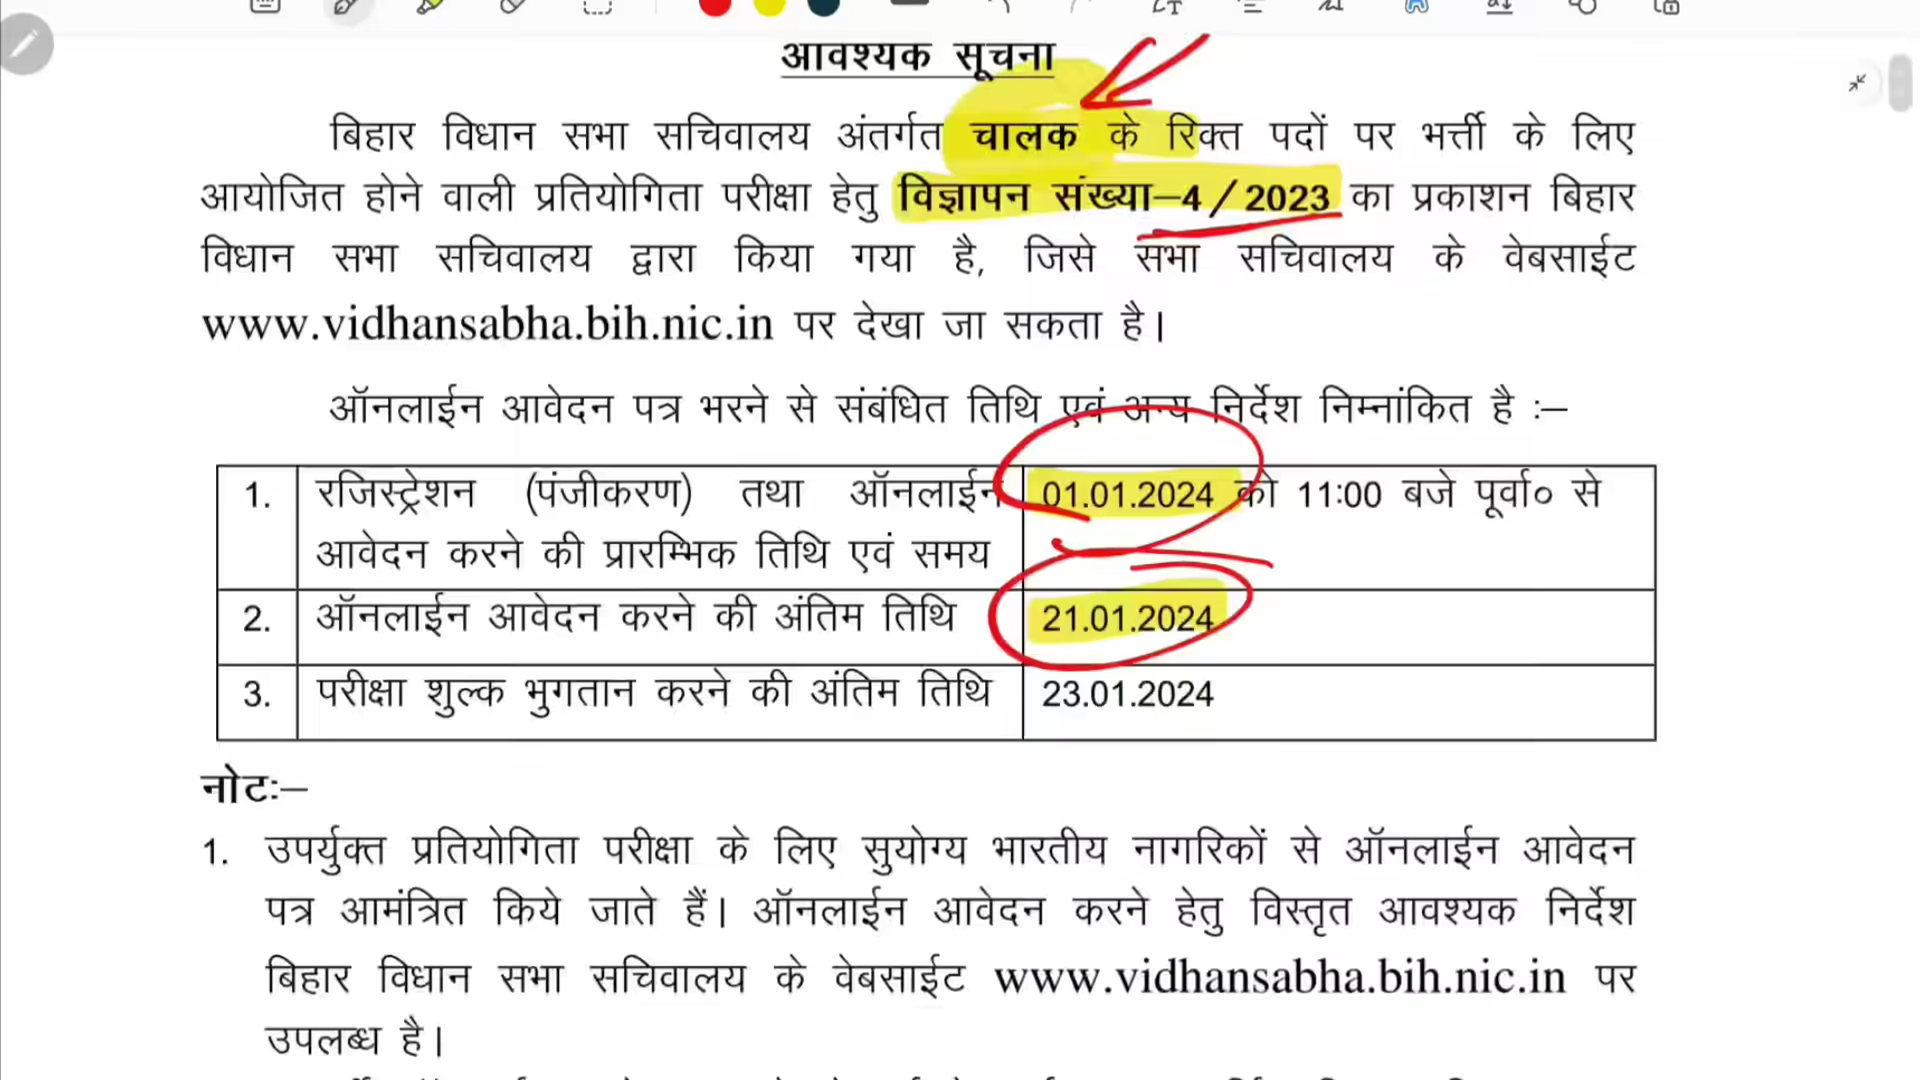 आवश्यक सूचना
बिहार विधान सभा सचिवालय अंतर्गत चालक के रिक्त पदों पर भर्त्ती के लिए
आयोजित होने वाली प्रतियोगिता परीक्षा हेतु विज्ञापन संख्या–4 / 2023 का प्रकाशन बिहार
विधान सभा सचिवालय द्वारा किया गया है, जिसे सभा सचिवालय के वेबसाईट
www.vidhansabha.bih.nic.in पर देखा जा सकता है।
ऑनलाईन आवेदन पत्र भरने से संबंधित तिथि एवं अन्य निर्देश निम्नांकित है :–
1. रजिस्ट्रेशन (पंजीकरण) तथा ऑनलाईन 01.01.2024 को 11:00 बजे पूर्वा० से
आवेदन करने की प्रारम्भिक तिथि एवं समय
2. ऑनलाईन आवेदन करने की अंतिम तिथि 21.01.2024
3. परीक्षा शुल्क भुगतान करने की अंतिम तिथि 23.01.2024
नोटः–
1. उपर्युक्त प्रतियोगिता परीक्षा के लिए सुयोग्य भारतीय नागरिकों से ऑनलाईन आवेदन
पत्र आमंत्रित किये जाते हैं। ऑनलाईन आवेदन करने हेतु विस्तृत आवश्यक निर्देश
बिहार विधान सभा सचिवालय के वेबसाईट www.vidhansabha.bih.nic.in पर
उपलब्ध है।